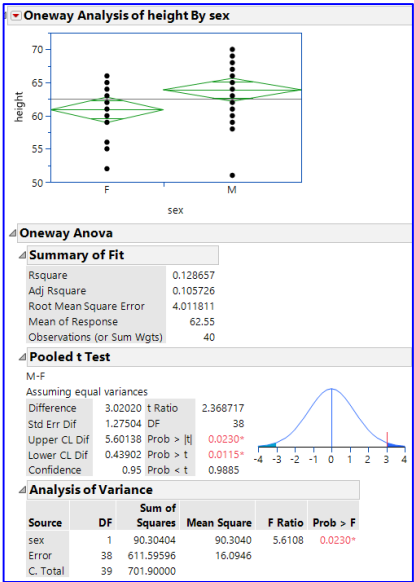 Oneway Analysis of height By sex
70
65
60
55
50
height
F M
sex
Oneway Anova
Summary of Fit
Rsquare 0.128657
Adj Rsquare 0.105726
Root Mean Square Error 4.011811
Mean of Response 62.55
Observations (or Sum Wgts) 40
Pooled t Test
M-F
Assuming equal variances
Difference 3.02020 t Ratio 2.368717
Std Err Dif 1.27504 DF 38
Upper CL Dif 5.60138 Prob > |t| 0.0230*
Lower CL Dif 0.43902 Prob > t 0.0115*
Confidence 0.95 Prob < t 0.9885
-4 -3 -2 -1 0 1 2 3 4
Analysis of Variance
Sum of
Source DF Squares Mean Square F Ratio Prob > F
sex 1 90.30404 90.3040 5.6108 0.0230*
Error 38 611.59596 16.0946
C. Total 39 701.90000